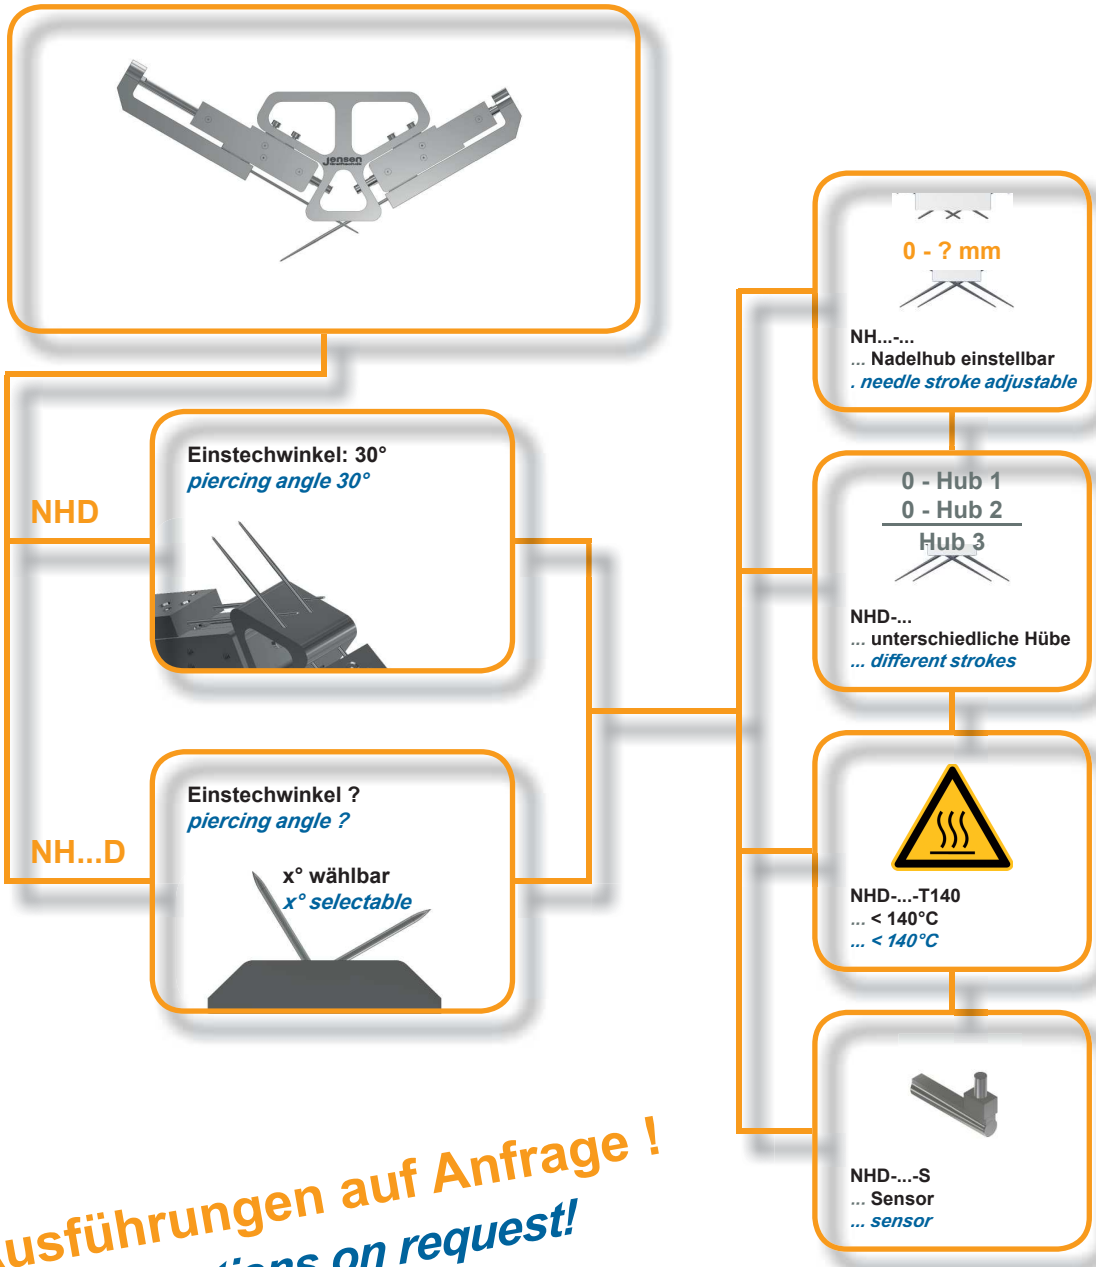 jensen
NHD
Einstechwinkel: 30°
piercing angle 30°
NH...D
Einstechwinkel ?
piercing angle ?
x° wählbar
x° selectable
0 - ? mm
NH...-...
... Nadelhub einstellbar
. needle stroke adjustable
0 - Hub 1
0 - Hub 2
Hub 3
NHD-...
... unterschiedliche Hübe
... different strokes
NHD-...-T140
... < 140°C
... < 140°C
NHD-...-S
... Sensor
... sensor
usführungen auf Anfrage !
tions on request!